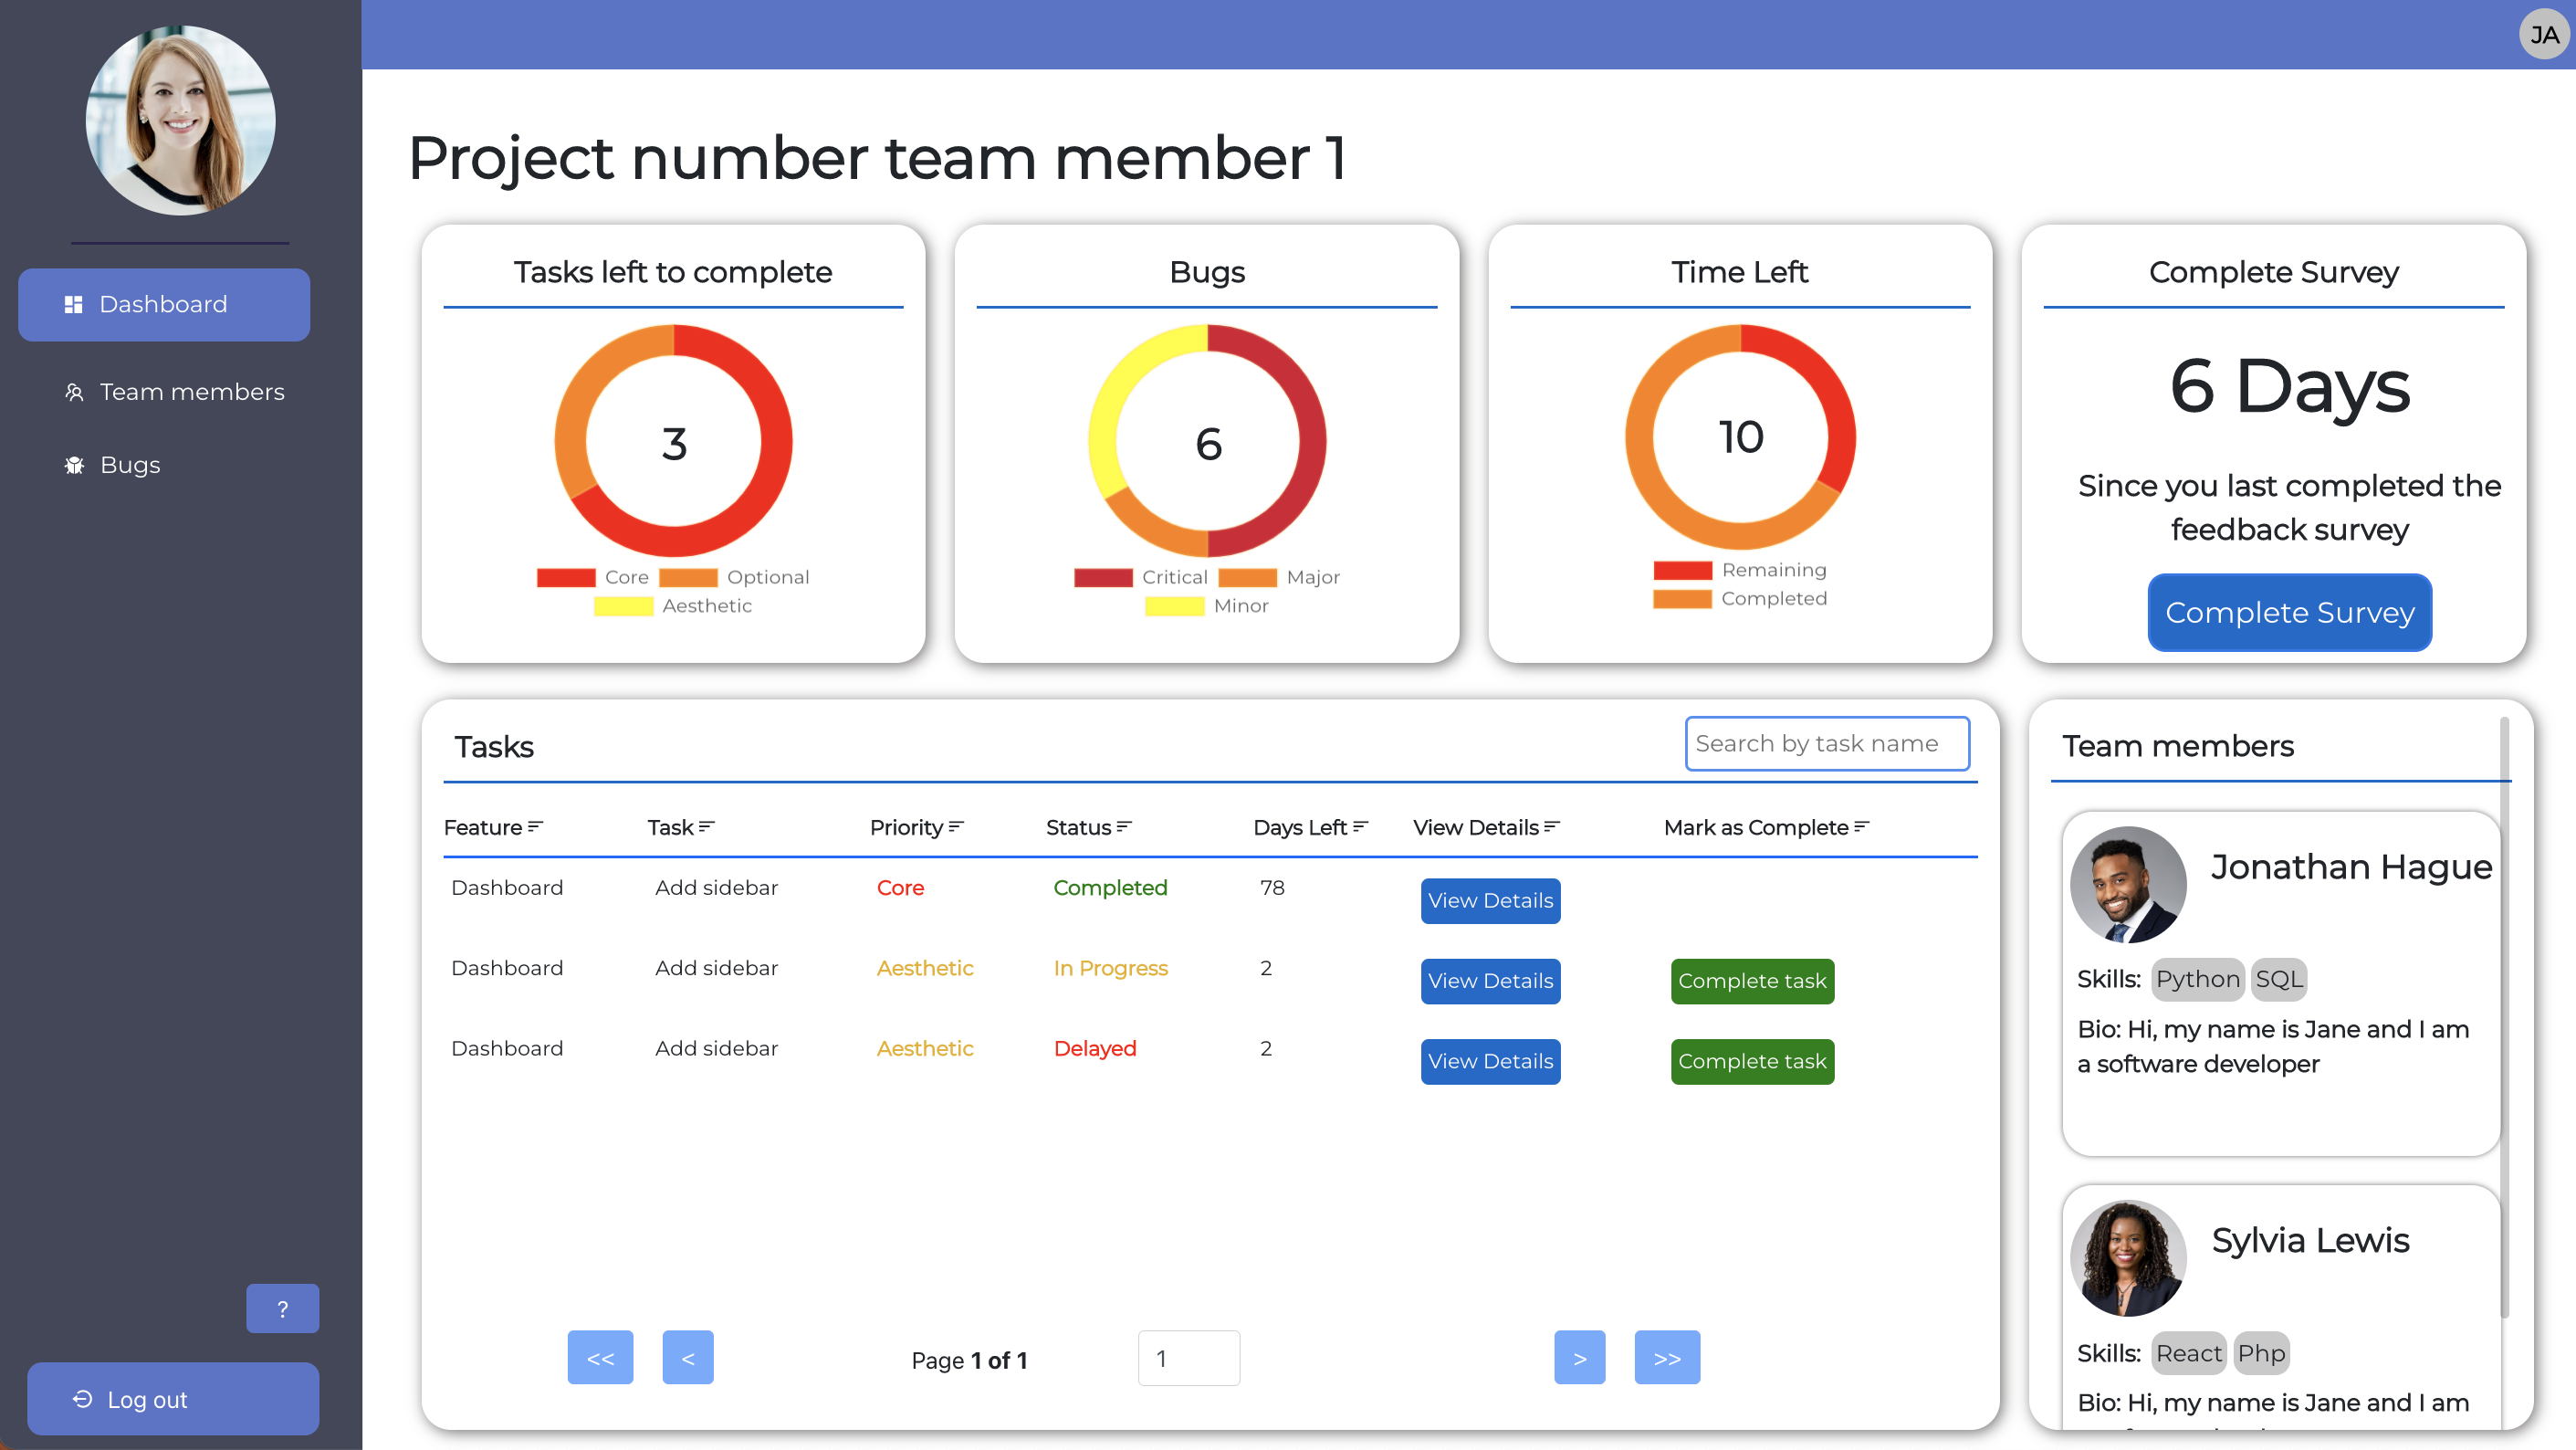 JA
Dashboard
Team members
Bugs
?
Log out
Project number team member 1
Tasks left to complete
3
Core Optional
Aesthetic
Bugs
6
Critical Major
Minor
Time Left
10
Remaining
Completed
Complete Survey
6 Days
Since you last completed the
feedback survey
Complete Survey
Tasks
Search by task name
Feature Task Priority Status Days Left View Details Mark as Complete
Dashboard Add sidebar Core Completed 78 View Details
Dashboard Add sidebar Aesthetic In Progress 2 View Details Complete task
Dashboard Add sidebar Aesthetic Delayed 2 View Details Complete task
<< < Page 1 of 1 1 > >>
Team members
Jonathan Hague
Skills: Python SQL
Bio: Hi, my name is Jane and I am
a software developer
Sylvia Lewis
Skills: React Php
Bio: Hi, my name is Jane and I am